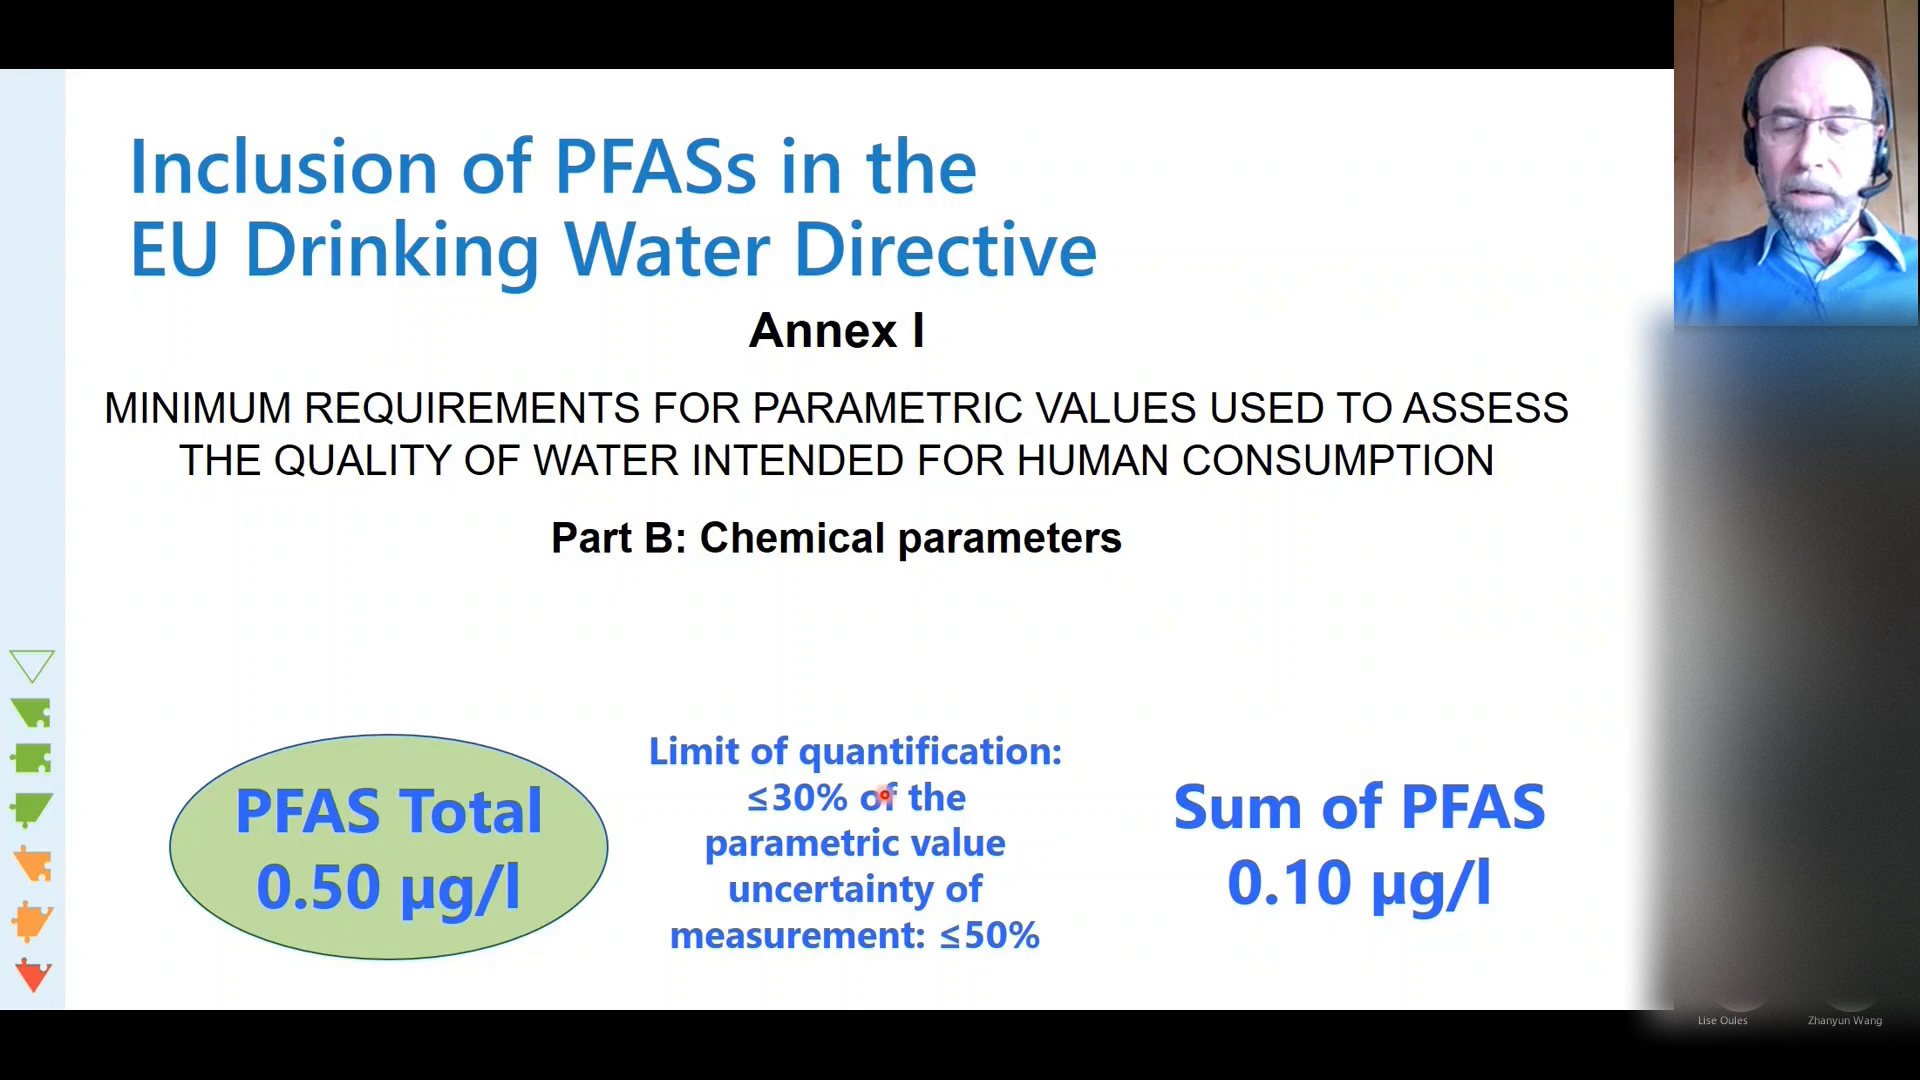 Inclusion of PFASs in the
EU Drinking Water Directive
Annex I
MINIMUM REQUIREMENTS FOR PARAMETRIC VALUES USED TO ASSESS
THE QUALITY OF WATER INTENDED FOR HUMAN CONSUMPTION
Part B: Chemical parameters
PFAS Total
0.50 µg/l
Limit of quantification:
≤30% of the
parametric value
uncertainty of
measurement: ≤50%
Sum of PFAS
0.10 µg/l
Lise Oules
Zhanyun Wang